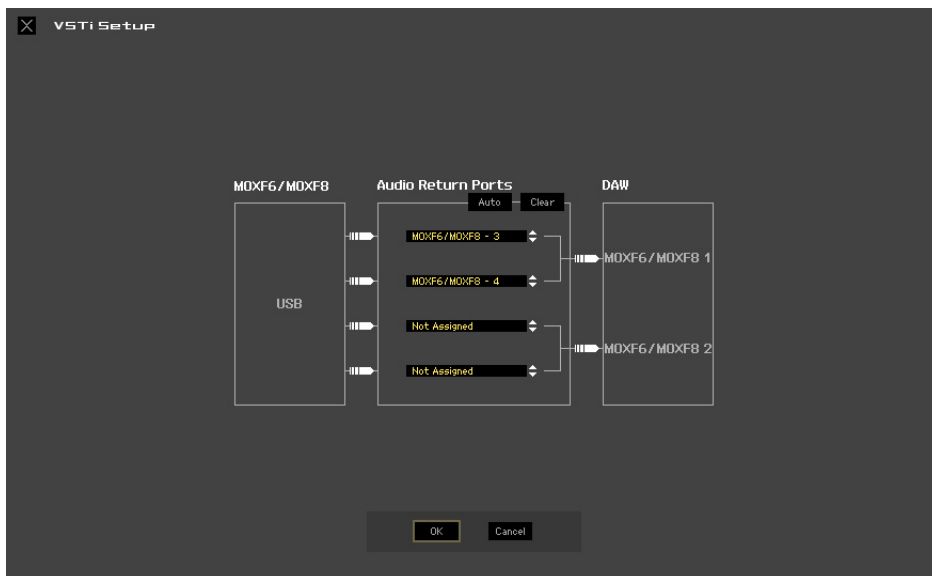 VSTi Setup
MOXF6/MOXF8
Audio Return Ports
DAW
Auto
Clear
MOXF6/MOXF8 - 3
MOXF6/MOXF8 1
MOXF6/MOXF8 - 4
USB
Not Assigned
MOXF6/MOXF8 2
Not Assigned
OK
Cancel